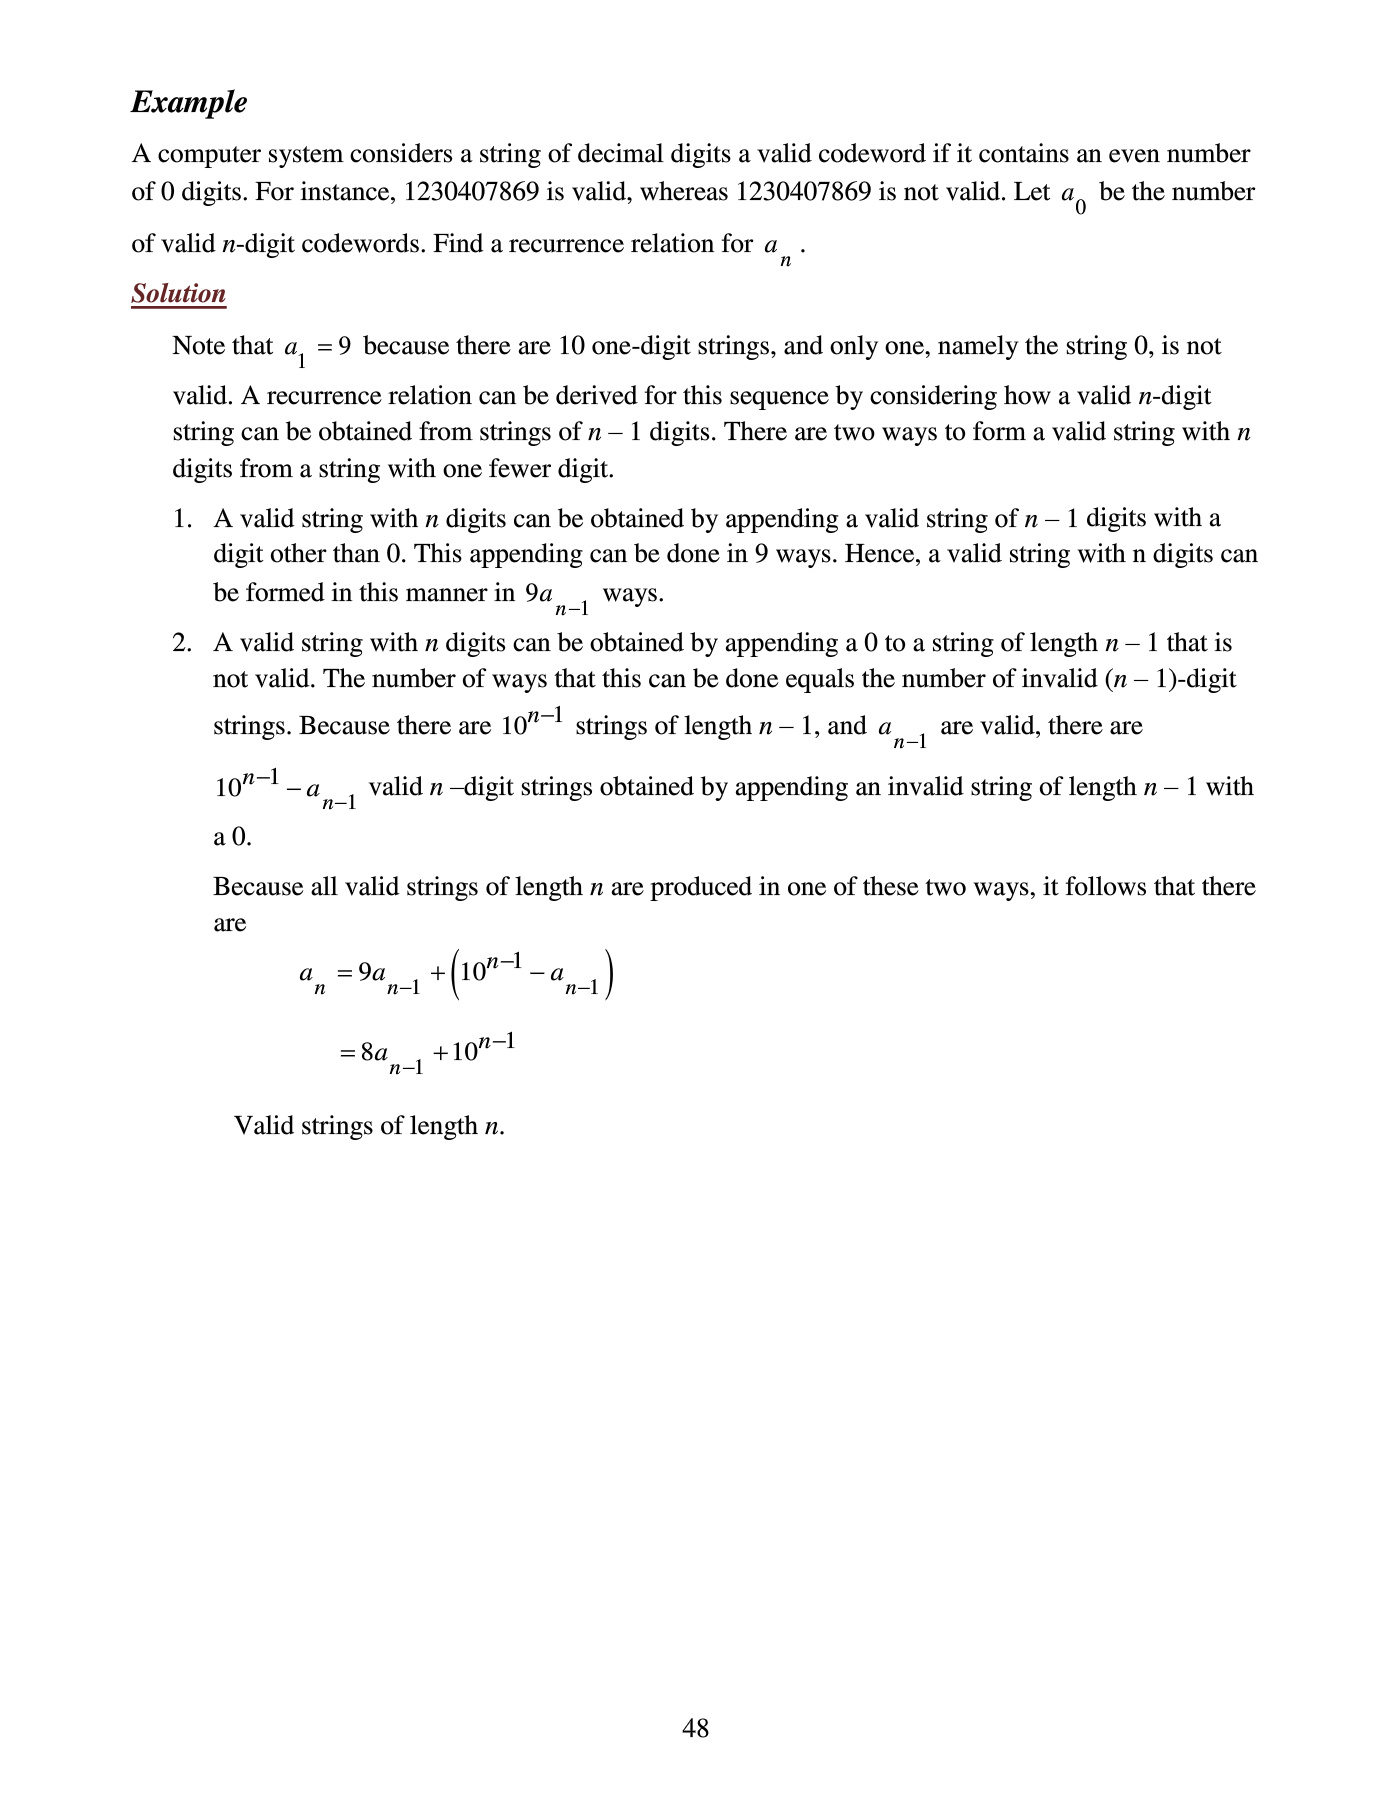 Example
A computer system considers a string of decimal digits a valid codeword if it contains an even number
of 0 digits. For instance, 1230407869 is valid, whereas 1230407869 is not valid. Let a_0 be the number
of valid n-digit codewords. Find a recurrence relation for a_n .
Solution
Note that a_1 = 9 because there are 10 one-digit strings, and only one, namely the string 0, is not
valid. A recurrence relation can be derived for this sequence by considering how a valid n-digit
string can be obtained from strings of n – 1 digits. There are two ways to form a valid string with n
digits from a string with one fewer digit.
1. A valid string with n digits can be obtained by appending a valid string of n – 1 digits with a
digit other than 0. This appending can be done in 9 ways. Hence, a valid string with n digits can
be formed in this manner in 9a_{n−1} ways.
2. A valid string with n digits can be obtained by appending a 0 to a string of length n – 1 that is
not valid. The number of ways that this can be done equals the number of invalid (n – 1)-digit
strings. Because there are 10^{n−1} strings of length n – 1, and a_{n−1} are valid, there are
10^{n−1} − a_{n−1} valid n –digit strings obtained by appending an invalid string of length n – 1 with
a 0.
Because all valid strings of length n are produced in one of these two ways, it follows that there
are
a_n = 9a_{n−1} + (10^{n−1} − a_{n−1})
= 8a_{n−1} + 10^{n−1}
Valid strings of length n.
48